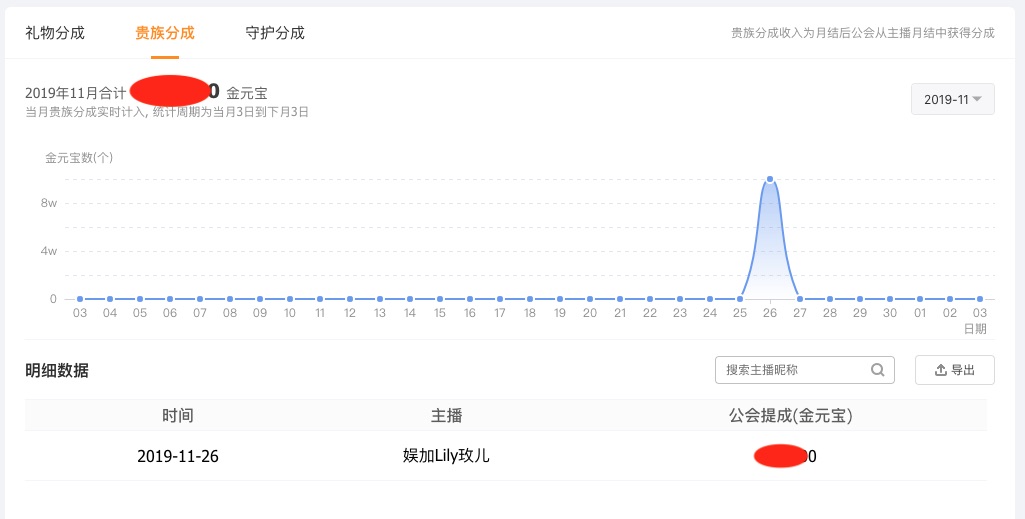 礼物分成 贵族分成 守护分成 贵族分成收入为月结后公会从主播月结中获得分成
2019年11月合计 0 金元宝
当月贵族分成实时计入, 统计周期为当月3日到下月3日
2019-11
金元宝数(个)
8w
4w
0
03 04 05 06 07 08 09 10 11 12 13 14 15 16 17 18 19 20 21 22 23 24 25 26 27 28 29 30 01 02 03
日期
明细数据 搜索主播昵称 导出
时间 主播 公会提成(金元宝)
2019-11-26 娱加Lily玫儿 00